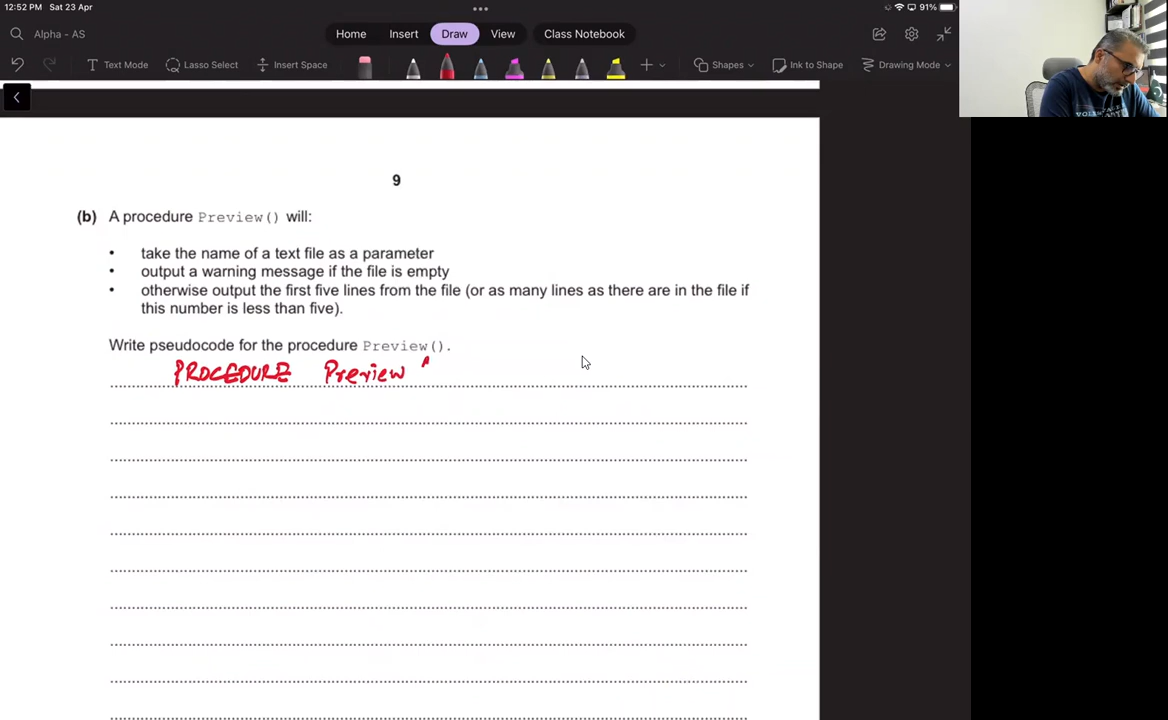 12:52 PM Sat 23 Apr
91%
Alpha - AS
Home Insert Draw View Class Notebook
Text Mode Lasso Select Insert Space Shapes Ink to Shape Drawing Mode
9
(b) A procedure Preview() will:
• take the name of a text file as a parameter
• output a warning message if the file is empty
• otherwise output the first five lines from the file (or as many lines as there are in the file if
this number is less than five).
Write pseudocode for the procedure Preview().
PROCEDURE Preview